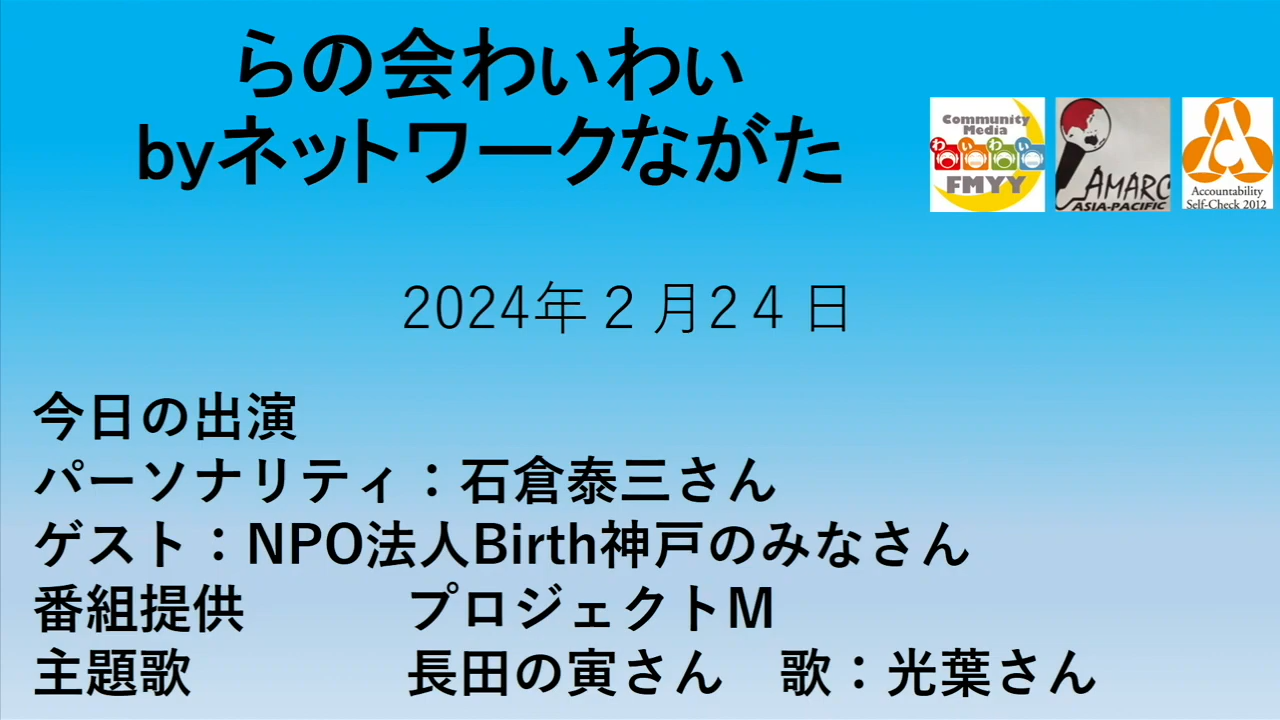 らの会わぃわぃ
byネットワークながた
Community
Media
わいわい
FMYY
AMARC
ASIA-PACIFIC
Accountability
Self-Check 2012
2024年２月2４日
今日の出演
パーソナリティ：石倉泰三さん
ゲスト：NPO法人Birth神戸のみなさん
番組提供　　　プロジェクトM
主題歌　　　　長田の寅さん　歌：光葉さん